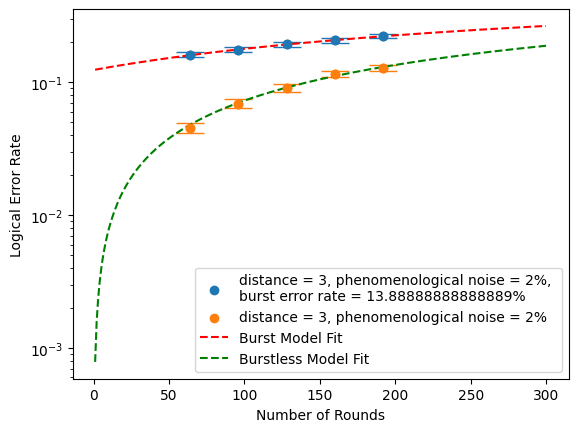 Logical Error Rate
10⁻¹
10⁻²
10⁻³
distance = 3, phenomenological noise = 2%,
burst error rate = 13.88888888888889%
distance = 3, phenomenological noise = 2%
Burst Model Fit
Burstless Model Fit
0 50 100 150 200 250 300
Number of Rounds